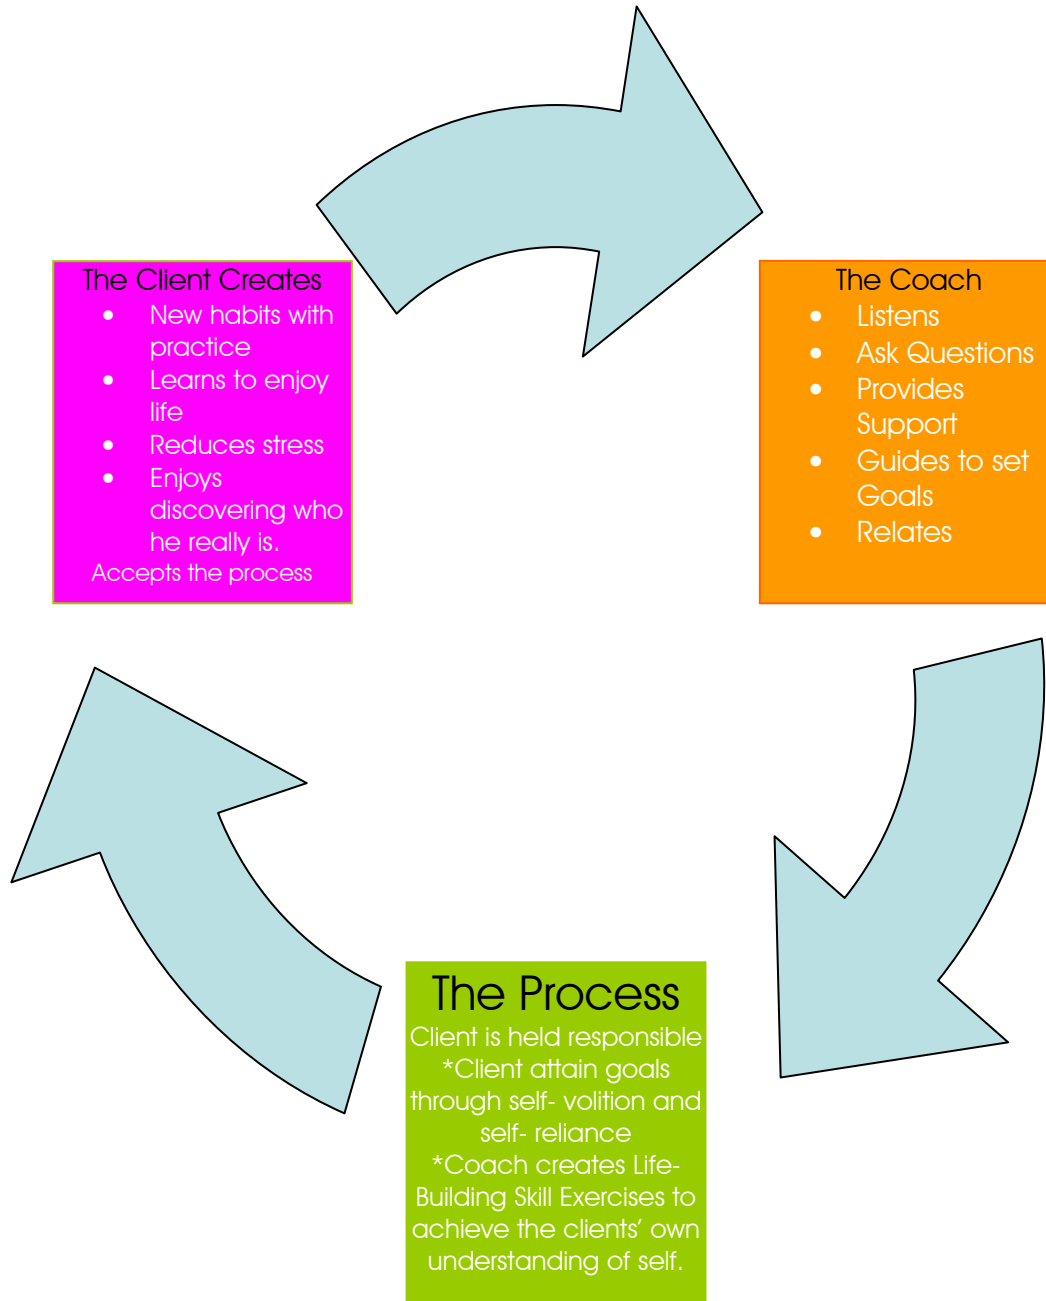 The Client Creates
• New habits with
practice
• Learns to enjoy
life
• Reduces stress
• Enjoys
discovering who
he really is.
Accepts the process
The Coach
• Listens
• Ask Questions
• Provides
Support
• Guides to set
Goals
• Relates
The Process
Client is held responsible
*Client attain goals
through self- volition and
self- reliance
*Coach creates Life-
Building Skill Exercises to
achieve the clients’ own
understanding of self.